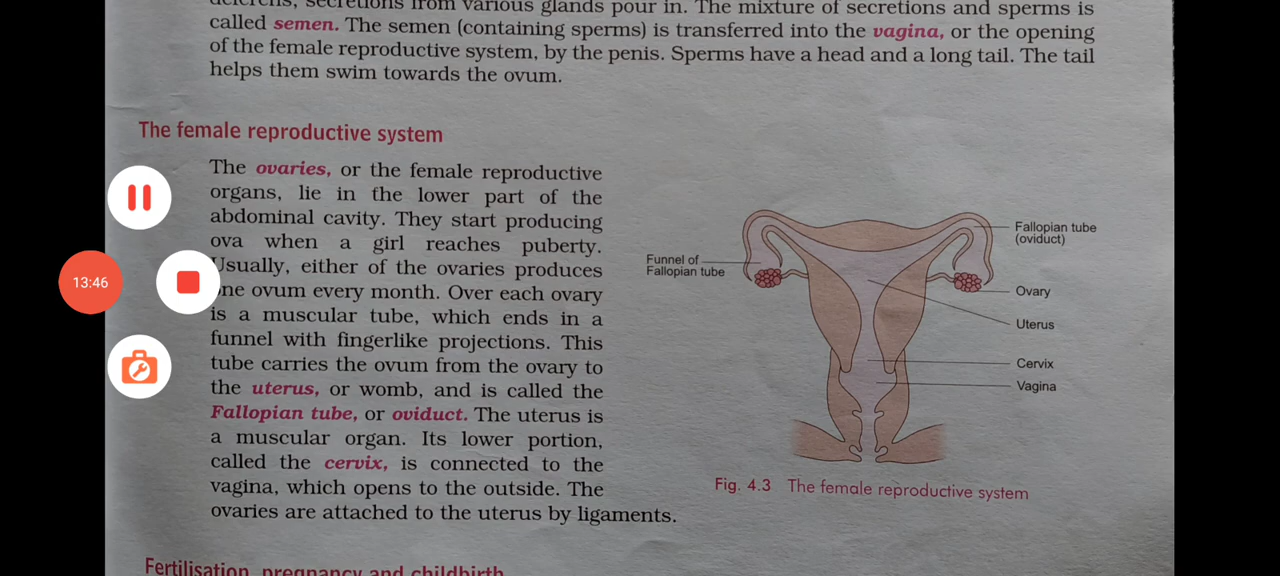 deferens, secretions from various glands pour in. The mixture of secretions and sperms is
called semen. The semen (containing sperms) is transferred into the vagina, or the opening
of the female reproductive system, by the penis. Sperms have a head and a long tail. The tail
helps them swim towards the ovum.
The female reproductive system
The ovaries, or the female reproductive
organs, lie in the lower part of the
abdominal cavity. They start producing
ova when a girl reaches puberty.
Usually, either of the ovaries produces
one ovum every month. Over each ovary
is a muscular tube, which ends in a
funnel with fingerlike projections. This
tube carries the ovum from the ovary to
the uterus, or womb, and is called the
Fallopian tube, or oviduct. The uterus is
a muscular organ. Its lower portion,
called the cervix, is connected to the
vagina, which opens to the outside. The
ovaries are attached to the uterus by ligaments.
Funnel of
Fallopian tube
Fallopian tube
(oviduct)
Ovary
Uterus
Cervix
Vagina
Fig. 4.3 The female reproductive system
Fertilisation, pregnancy and childbirth
13:46